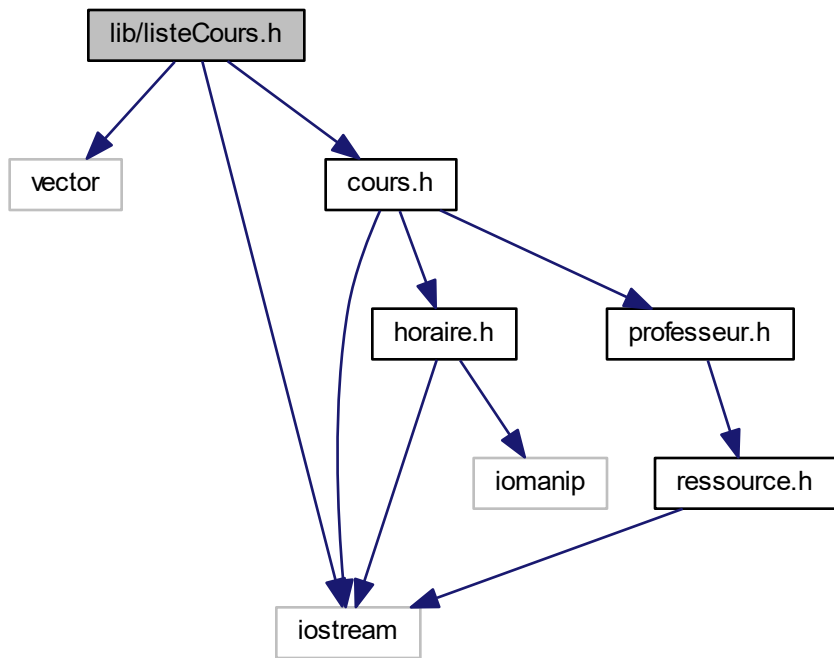 lib/listeCours.h
vector
cours.h
horaire.h
professeur.h
iomanip
ressource.h
iostream